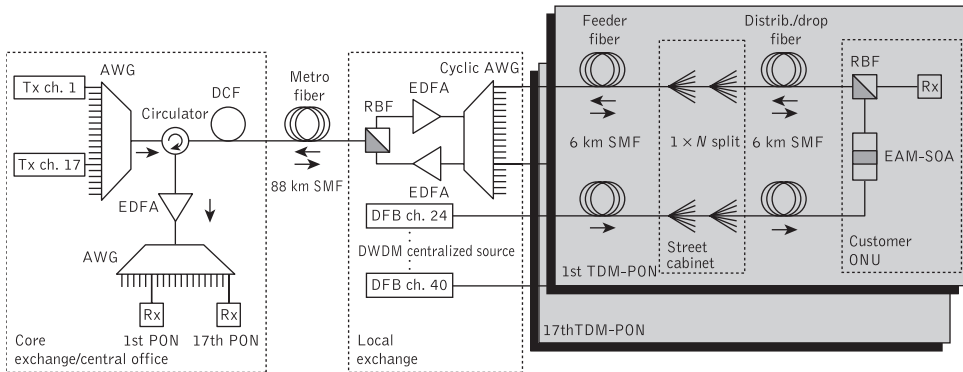 AWG
Tx ch. 1
Tx ch. 17
Circulator
DCF
Metro
fiber
88 km SMF
EDFA
AWG
Rx
Rx
1st PON
17th PON
Core
exchange/central office
RBF
EDFA
Cyclic AWG
EDFA
DFB ch. 24
DWDM centralized source
DFB ch. 40
Local
exchange
Feeder
fiber
Distrib./drop
fiber
6 km SMF
1 × N split
6 km SMF
RBF
Rx
EAM-SOA
Street
cabinet
Customer
ONU
1st TDM-PON
17thTDM-PON